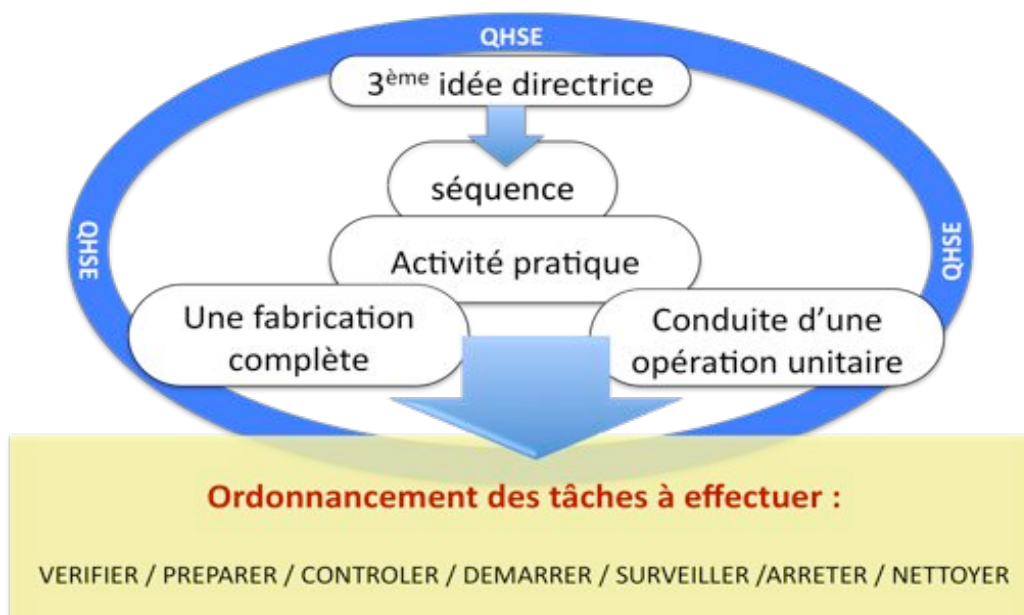 QHSE
3ème idée directrice
séquence
QHSE
QHSE
Activité pratique
Une fabrication
complète
Conduite d’une
opération unitaire
Ordonnancement des tâches à effectuer :
VERIFIER / PREPARER / CONTROLER / DEMARRER / SURVEILLER /ARRETER / NETTOYER